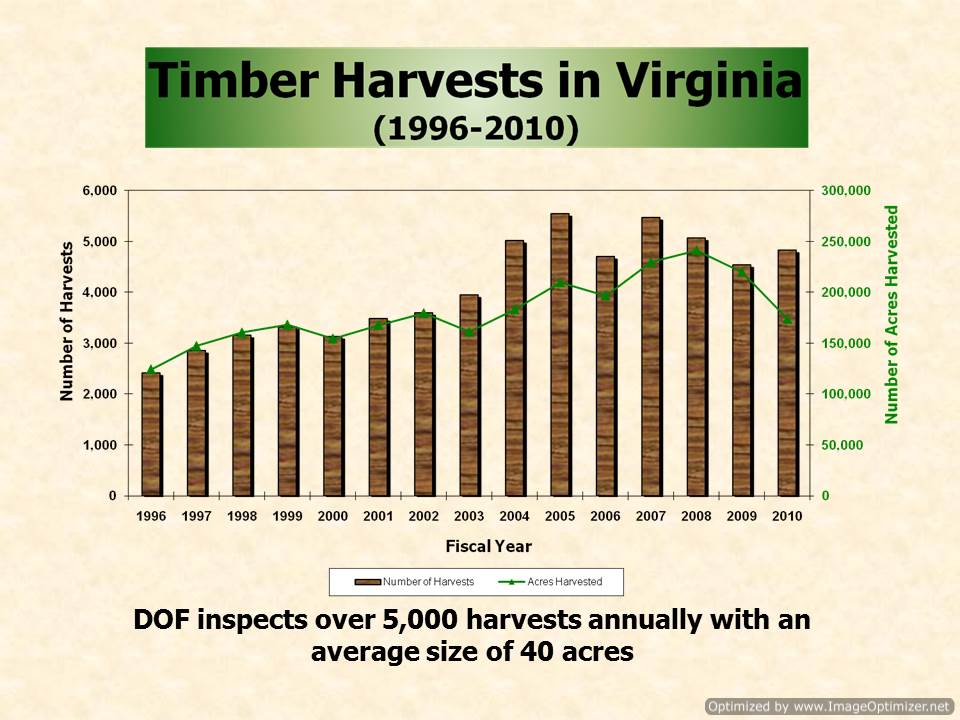 Timber Harvests in Virginia
(1996-2010)
6,000
5,000
4,000
3,000
2,000
1,000
0
Number of Harvests
300,000
250,000
200,000
150,000
100,000
50,000
0
Number of Acres Harvested
1996 1997 1998 1999 2000 2001 2002 2003 2004 2005 2006 2007 2008 2009 2010
Fiscal Year
Number of Harvests Acres Harvested
DOF inspects over 5,000 harvests annually with an
average size of 40 acres
Optimized by www.ImageOptimizer.net